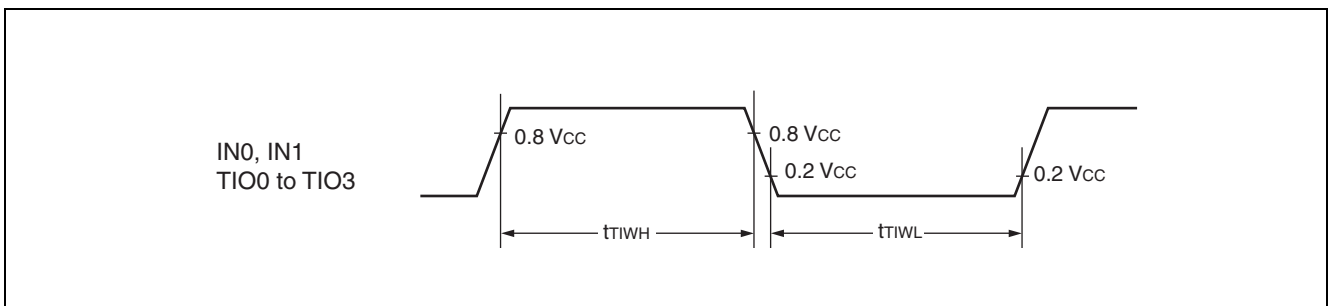 IN0, IN1
TIO0 to TIO3
0.8 VCC
0.8 VCC
0.2 VCC
0.2 VCC
tTIWH
tTIWL